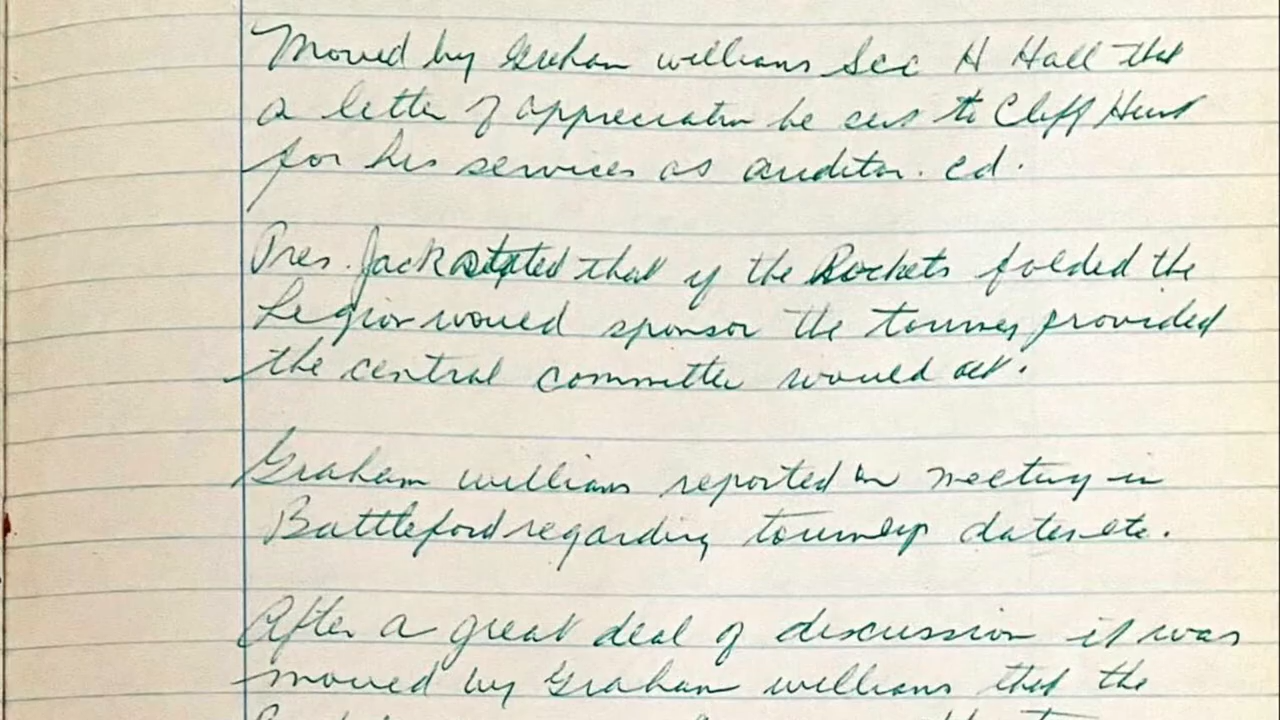 Moved by Graham williams Sec H Hall that
a letter of appreciation be sent to Cliff
for his services as auditor. cd.
Pres. Jack stated that if the Rockets folded the
Legion would sponsor the tourney provided
the central committee would act.
Graham williams reported on meeting in
Battleford regarding tourney dates etc.
After a great deal of discussion it was
moved by Graham williams that the